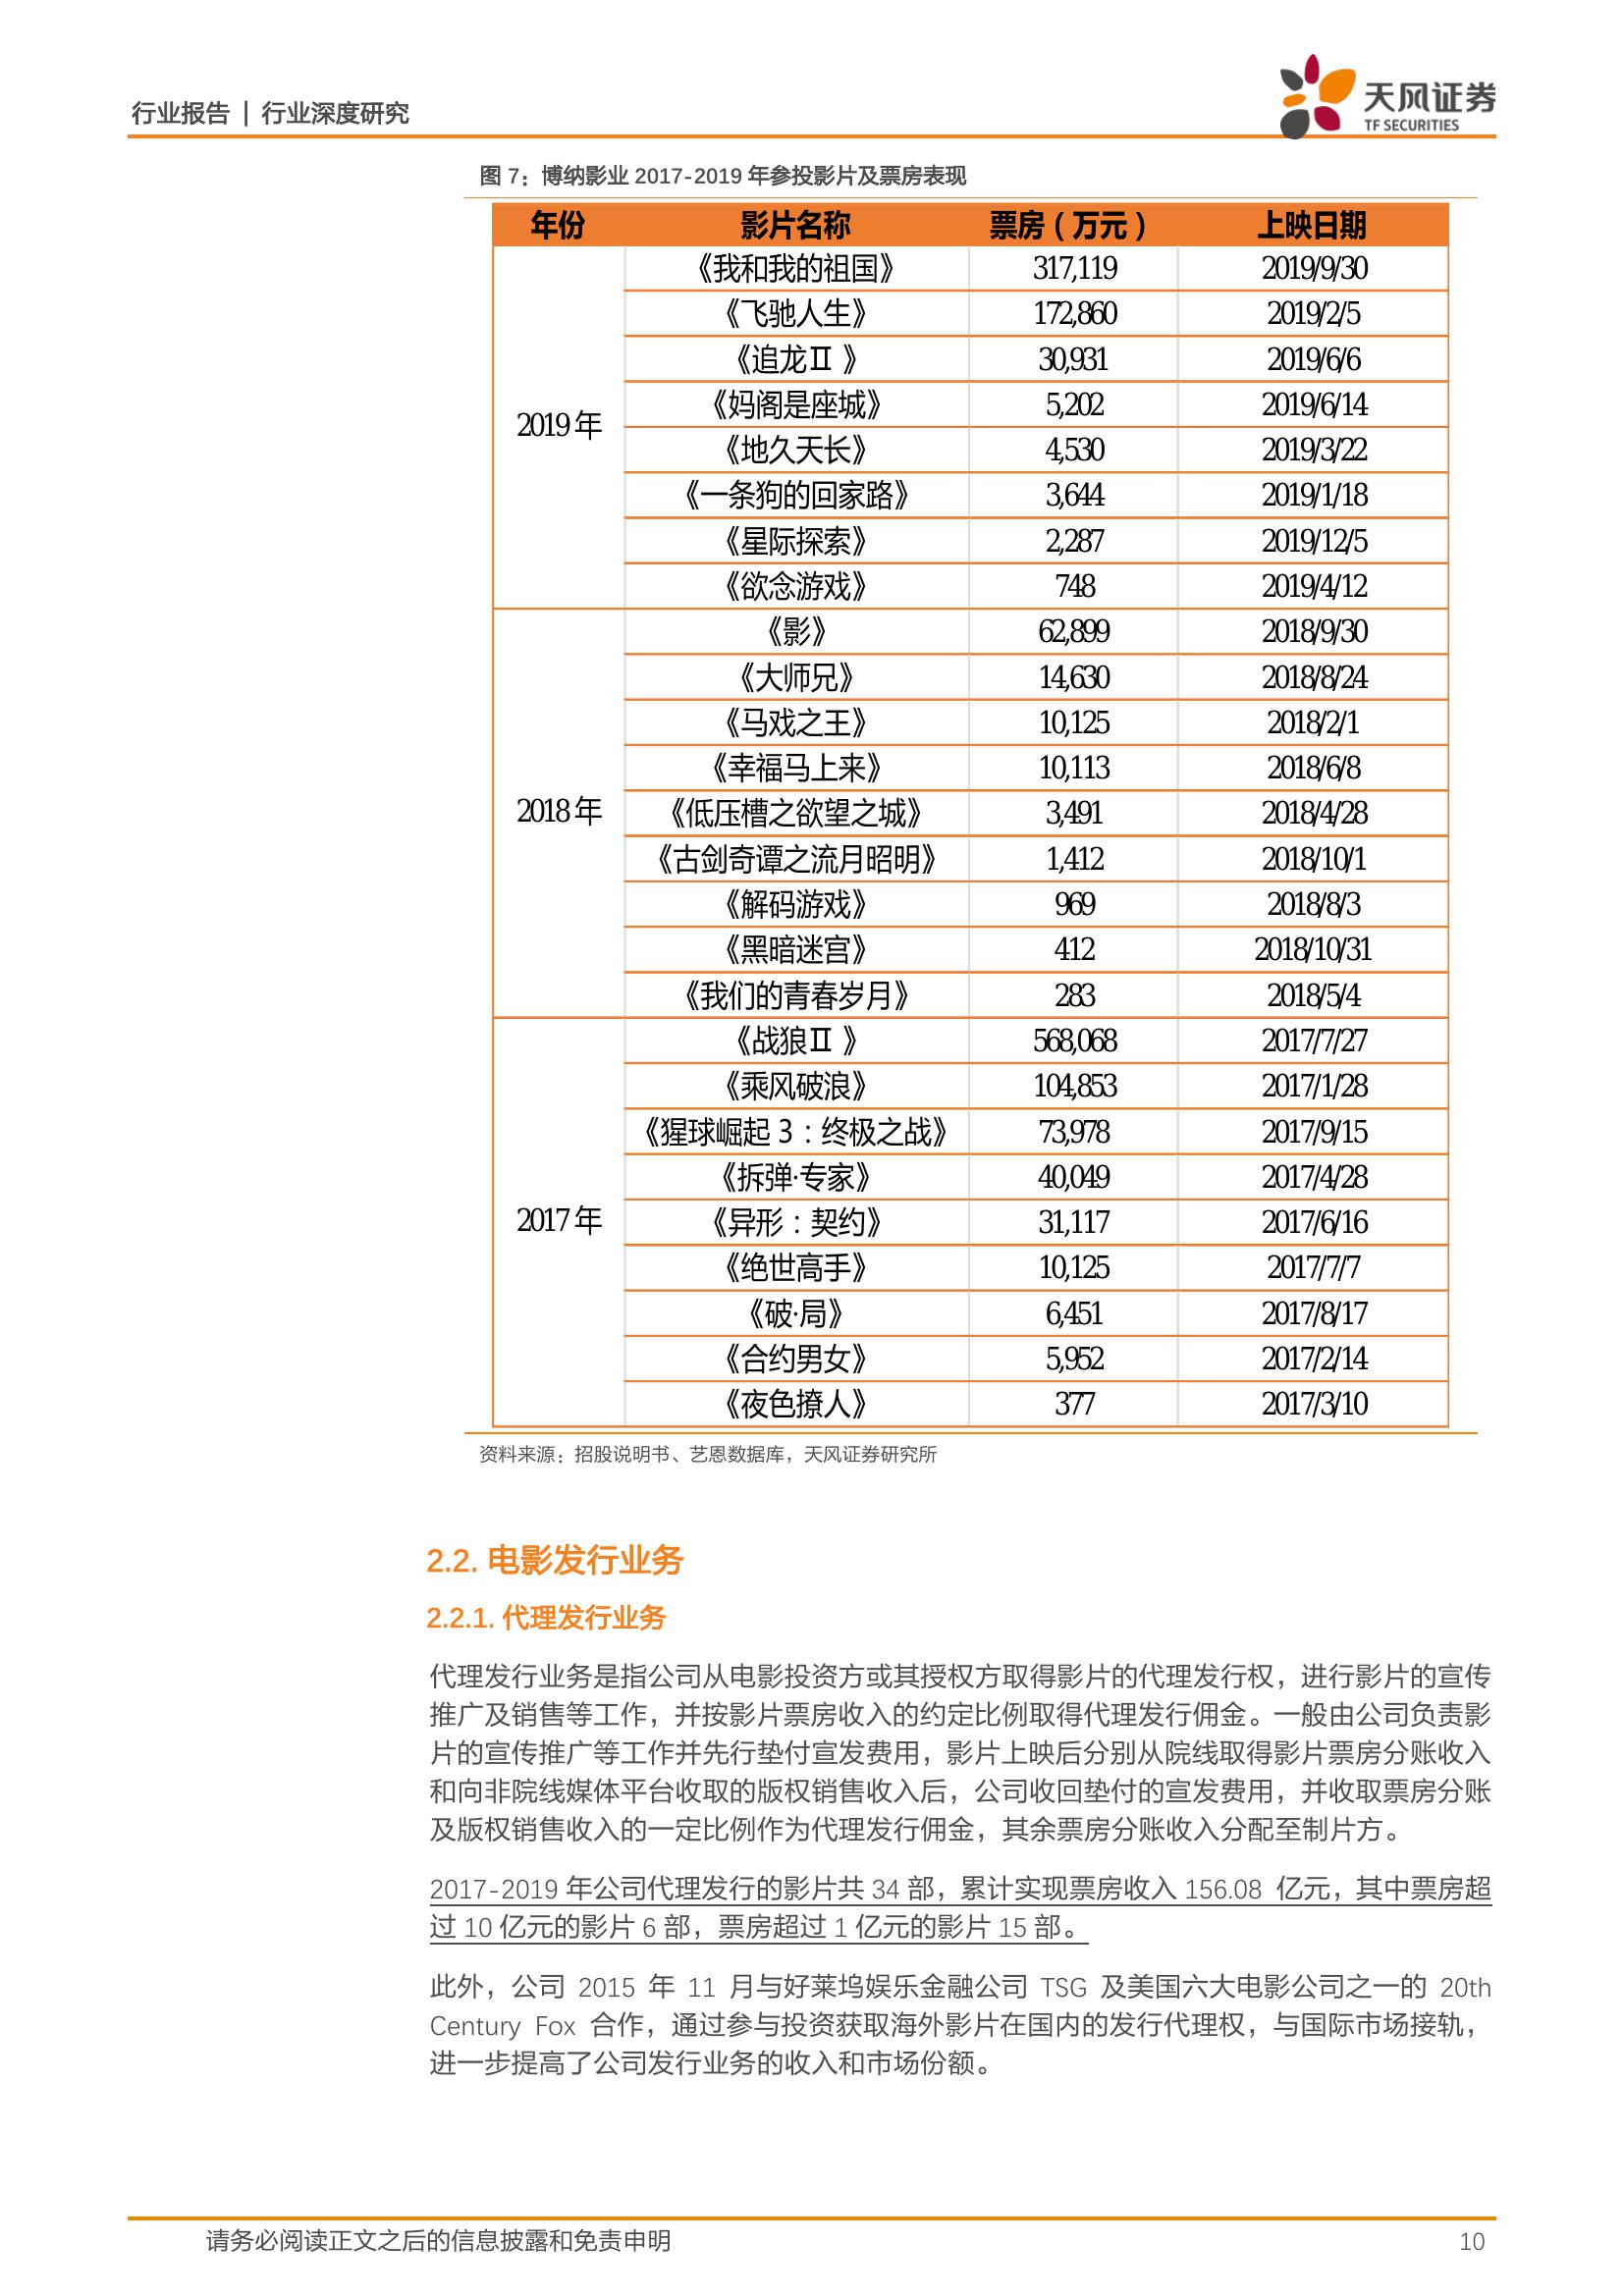 行业报告 | 行业深度研究
天风证券
TF SECURITIES
图 7：博纳影业 2017-2019 年参投影片及票房表现
年份 影片名称 票房（万元） 上映日期
2019年
《我和我的祖国》 317,119 2019/9/30
《飞驰人生》 172,860 2019/2/5
《追龙Ⅱ 》 30,931 2019/6/6
《妈阁是座城》 5,202 2019/6/14
《地久天长》 4,530 2019/3/22
《一条狗的回家路》 3,644 2019/1/18
《星际探索》 2,287 2019/12/5
《欲念游戏》 748 2019/4/12
2018年
《影》 62,899 2018/9/30
《大师兄》 14,630 2018/8/24
《马戏之王》 10,125 2018/2/1
《幸福马上来》 10,113 2018/6/8
《低压槽之欲望之城》 3,491 2018/4/28
《古剑奇谭之流月昭明》 1,412 2018/10/1
《解码游戏》 969 2018/8/3
《黑暗迷宫》 412 2018/10/31
《我们的青春岁月》 283 2018/5/4
2017年
《战狼Ⅱ 》 568,068 2017/7/27
《乘风破浪》 104,853 2017/1/28
《猩球崛起 3：终极之战》 73,978 2017/9/15
《拆弹·专家》 40,049 2017/4/28
《异形：契约》 31,117 2017/6/16
《绝世高手》 10,125 2017/7/7
《破·局》 6,451 2017/8/17
《合约男女》 5,952 2017/2/14
《夜色撩人》 377 2017/3/10
资料来源：招股说明书、艺恩数据库，天风证券研究所
2.2. 电影发行业务
2.2.1. 代理发行业务
代理发行业务是指公司从电影投资方或其授权方取得影片的代理发行权，进行影片的宣传
推广及销售等工作，并按影片票房收入的约定比例取得代理发行佣金。一般由公司负责影
片的宣传推广等工作并先行垫付宣发费用，影片上映后分别从院线取得影片票房分账收入
和向非院线媒体平台收取的版权销售收入后，公司收回垫付的宣发费用，并收取票房分账
及版权销售收入的一定比例作为代理发行佣金，其余票房分账收入分配至制片方。
2017-2019 年公司代理发行的影片共 34 部，累计实现票房收入 156.08 亿元，其中票房超
过 10 亿元的影片 6 部，票房超过 1 亿元的影片 15 部。
此外，公司 2015 年 11 月与好莱坞娱乐金融公司 TSG 及美国六大电影公司之一的 20th
Century Fox 合作，通过参与投资获取海外影片在国内的发行代理权，与国际市场接轨，
进一步提高了公司发行业务的收入和市场份额。
请务必阅读正文之后的信息披露和免责申明 10